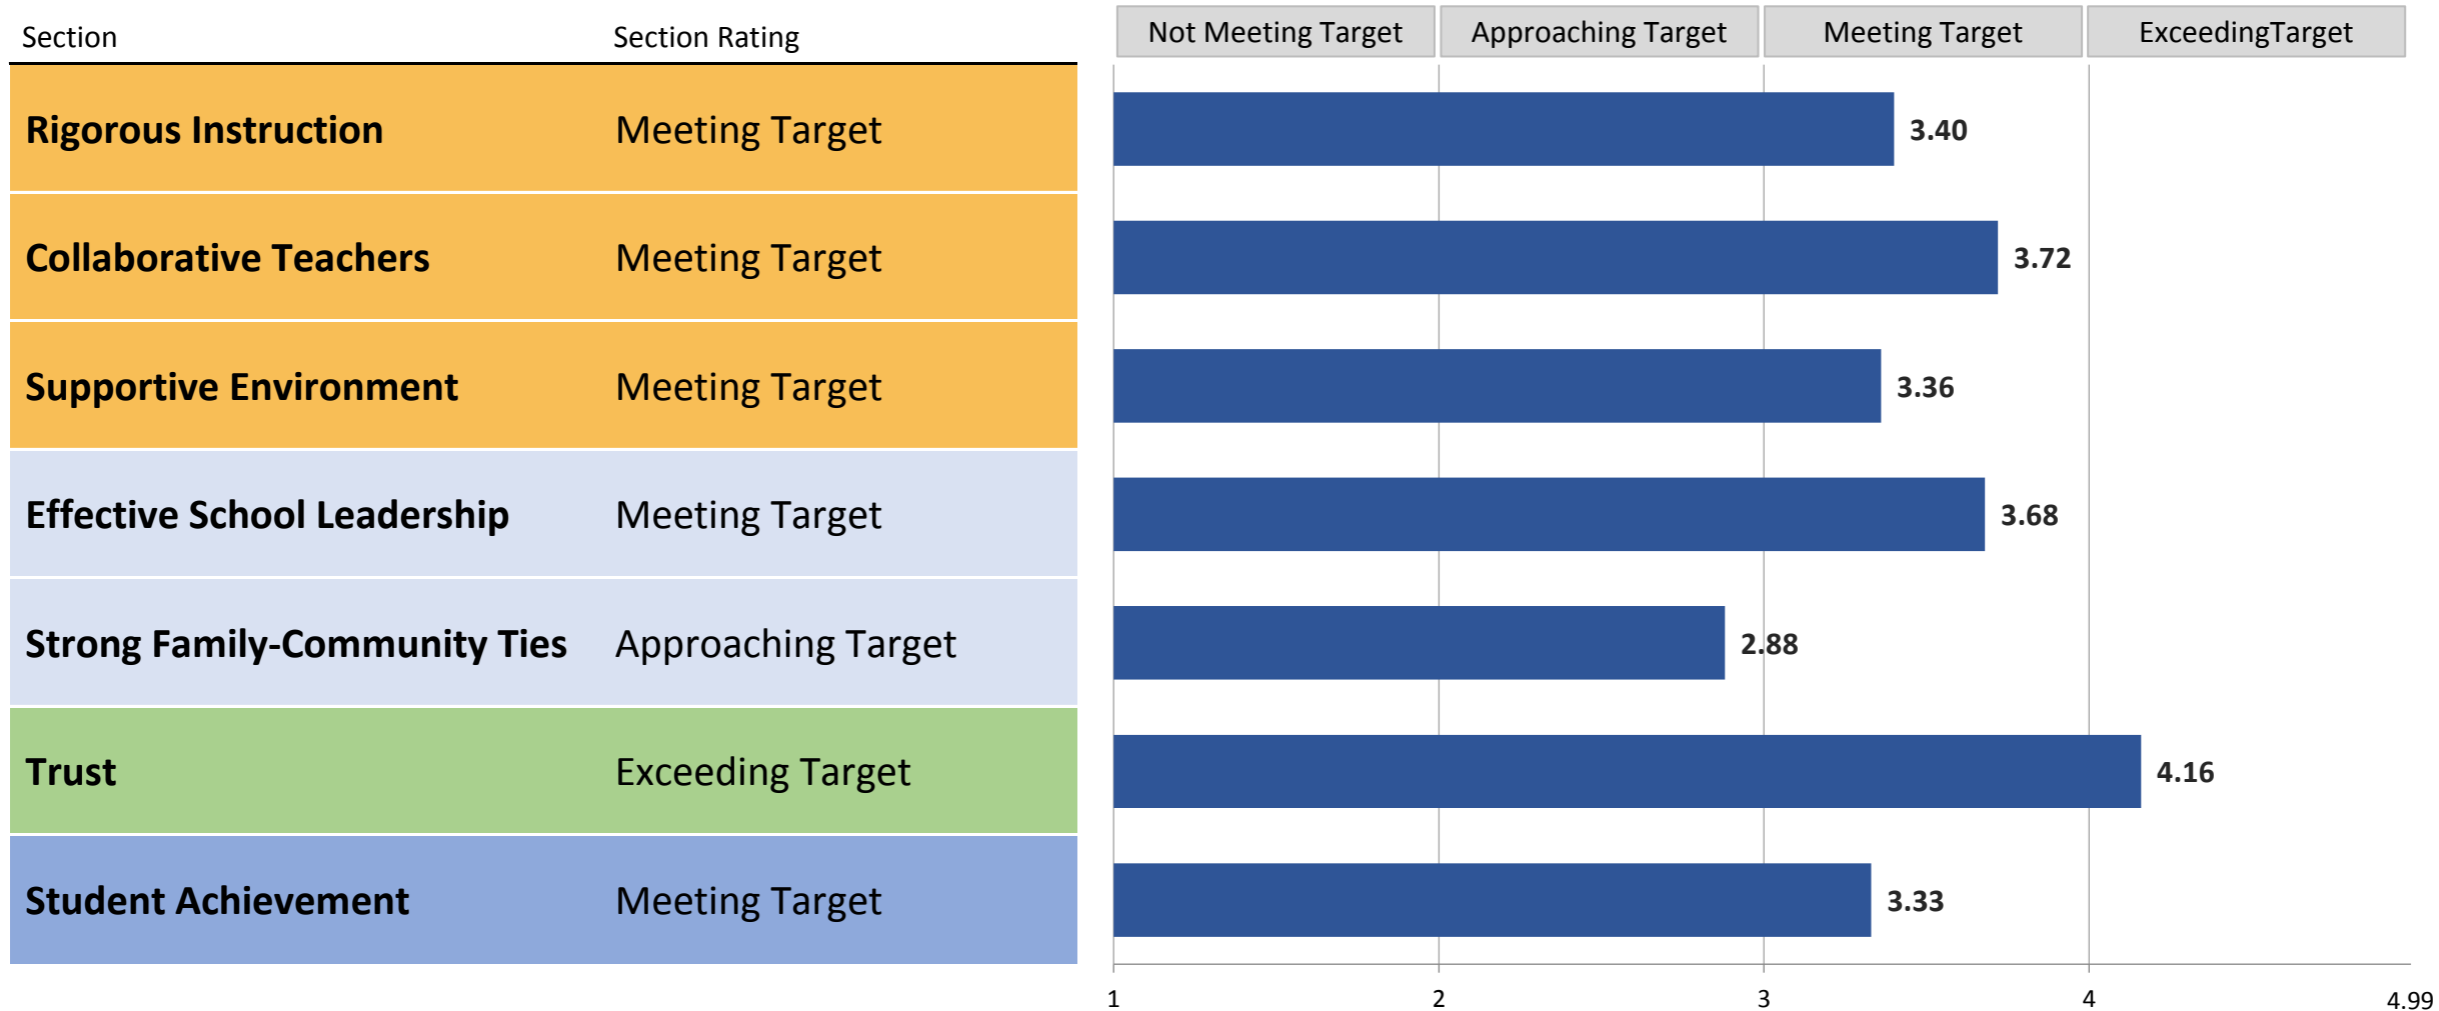 Section Section Rating Not Meeting Target Approaching Target Meeting Target ExceedingTarget
Rigorous Instruction Meeting Target 3.40
Collaborative Teachers Meeting Target 3.72
Supportive Environment Meeting Target 3.36
Effective School Leadership Meeting Target 3.68
Strong Family-Community Ties Approaching Target 2.88
Trust Exceeding Target 4.16
Student Achievement Meeting Target 3.33
1 2 3 4 4.99